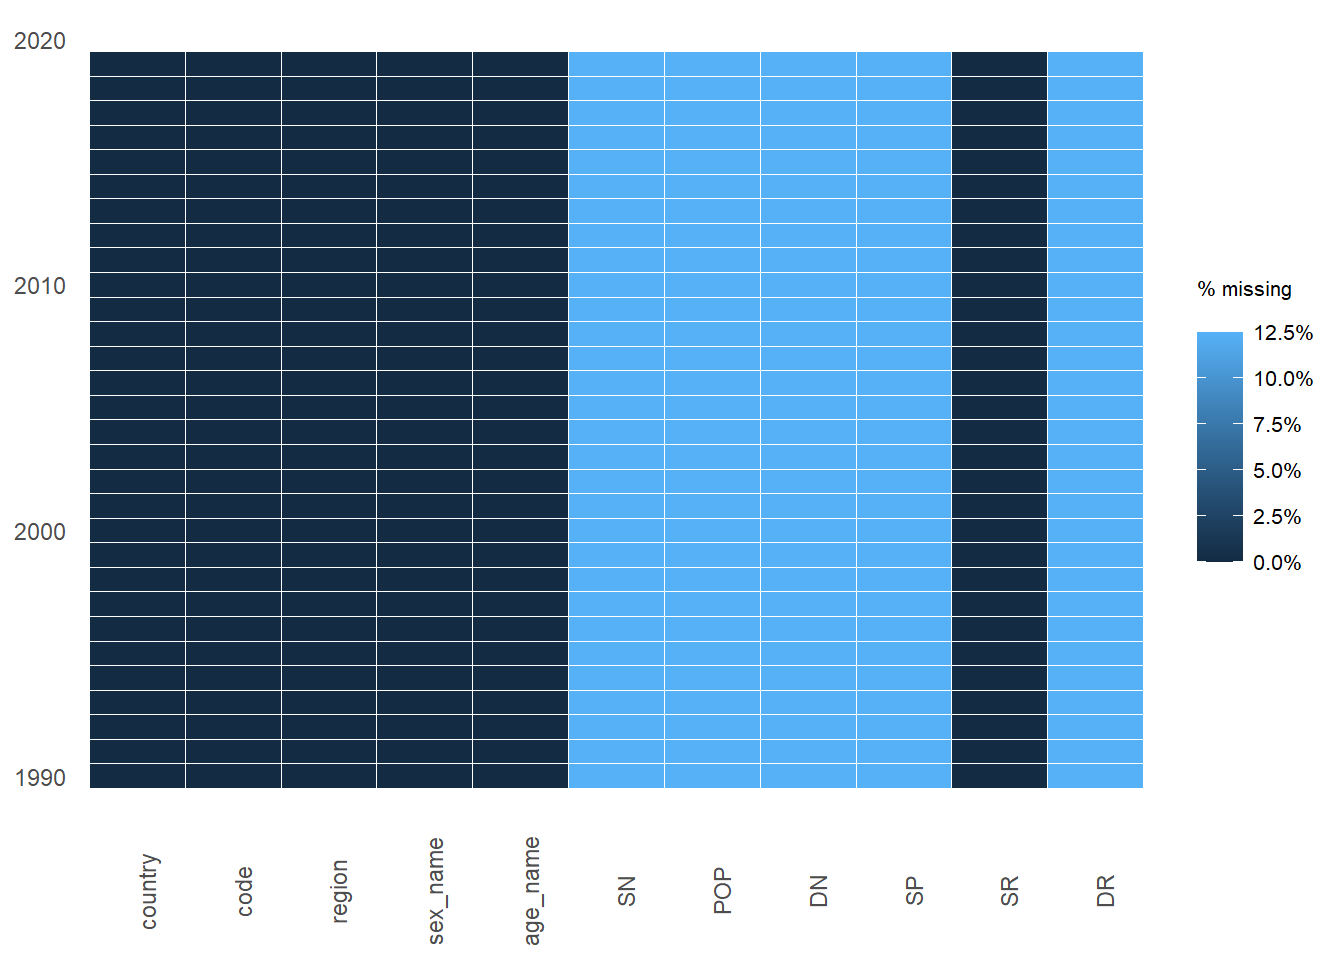 2020
2010
2000
1990
country
code
region
sex_name
age_name
SN
POP
DN
SP
SR
DR
% missing
12.5%
10.0%
7.5%
5.0%
2.5%
0.0%